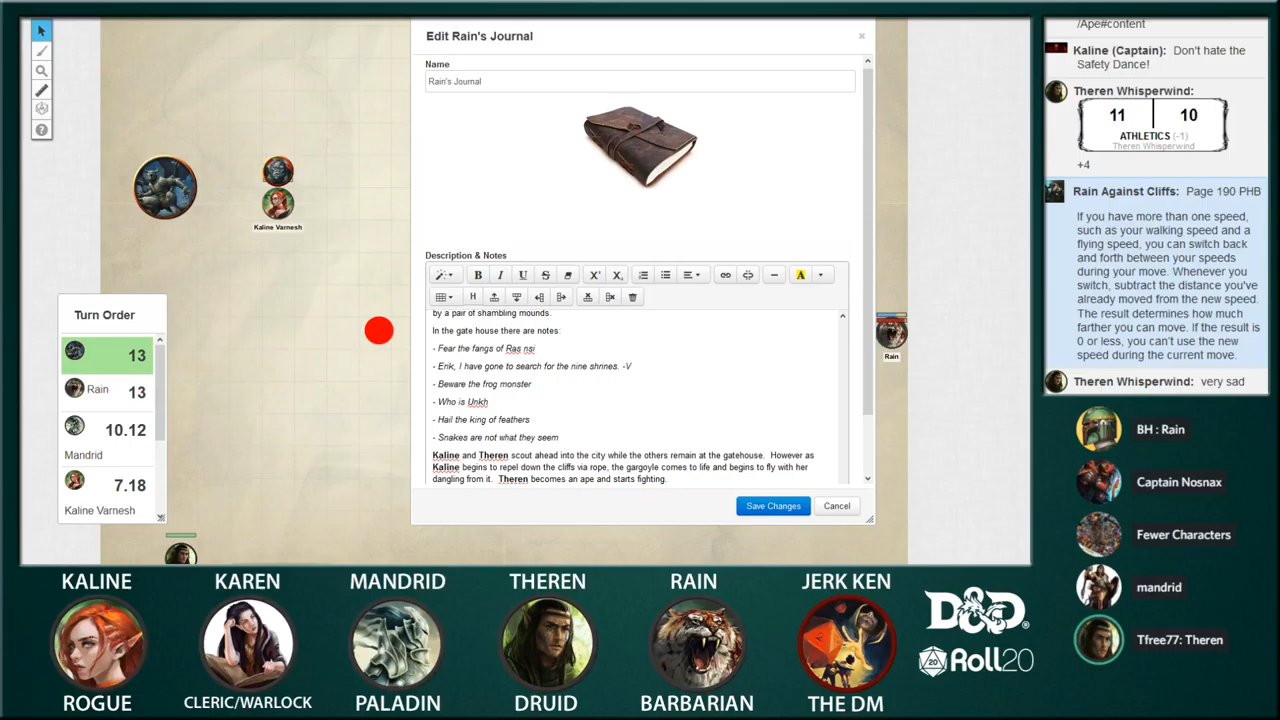 Edit Rain's Journal
×
Name
Rain's Journal
Description & Notes
B I U S X' X, A
H
by a pair of shambling mounds.
In the gate house there are notes:
- Fear the fangs of Ras nsi
- Erik, I have gone to search for the nine shrines. -V
- Beware the frog monster
- Who is Unkh
- Hail the king of feathers
- Snakes are not what they seem
Kaline and Theren scout ahead into the city while the others remain at the gatehouse. However as
Kaline begins to repel down the cliffs via rope, the gargoyle comes to life and begins to fly with her
dangling from it. Theren becomes an ape and starts fighting.
Save Changes
Cancel
Kaline Varnesh
Turn Order
13
Rain 13
10.12
Mandrid
7.18
Kaline Varnesh
Rain
/Ape#content
Kaline (Captain): Don't hate the
Safety Dance!
Theren Whisperwind:
11 10
ATHLETICS (-1)
Theren Whisperwind
+4
Rain Against Cliffs: Page 190 PHB
If you have more than one speed,
such as your walking speed and a
flying speed, you can switch back
and forth between your speeds
during your move. Whenever you
switch, subtract the distance you've
already moved from the new speed.
The result determines how much
farther you can move. If the result is
0 or less, you can't use the new
speed during the current move.
Theren Whisperwind: very sad
BH : Rain
Captain Nosnax
Fewer Characters
mandrid
Tfree77: Theren
KALINE
ROGUE
KAREN
CLERIC/WARLOCK
MANDRID
PALADIN
THEREN
DRUID
RAIN
BARBARIAN
JERK KEN
THE DM
D&D
20 Roll20